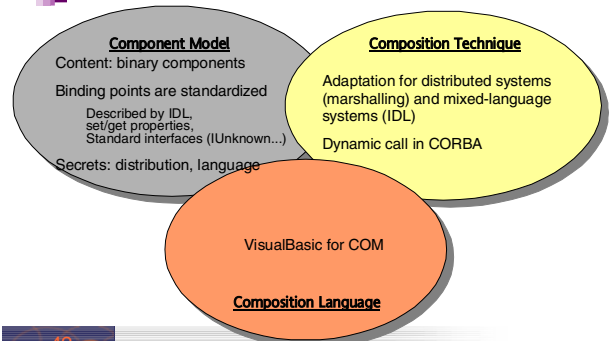 Component Model
Content: binary components
Binding points are standardized
Described by IDL,
set/get properties,
Standard interfaces (IUnknown...)
Secrets: distribution, language
Composition Technique
Adaptation for distributed systems
(marshalling) and mixed-language
systems (IDL)
Dynamic call in CORBA
VisualBasic for COM
Composition Language